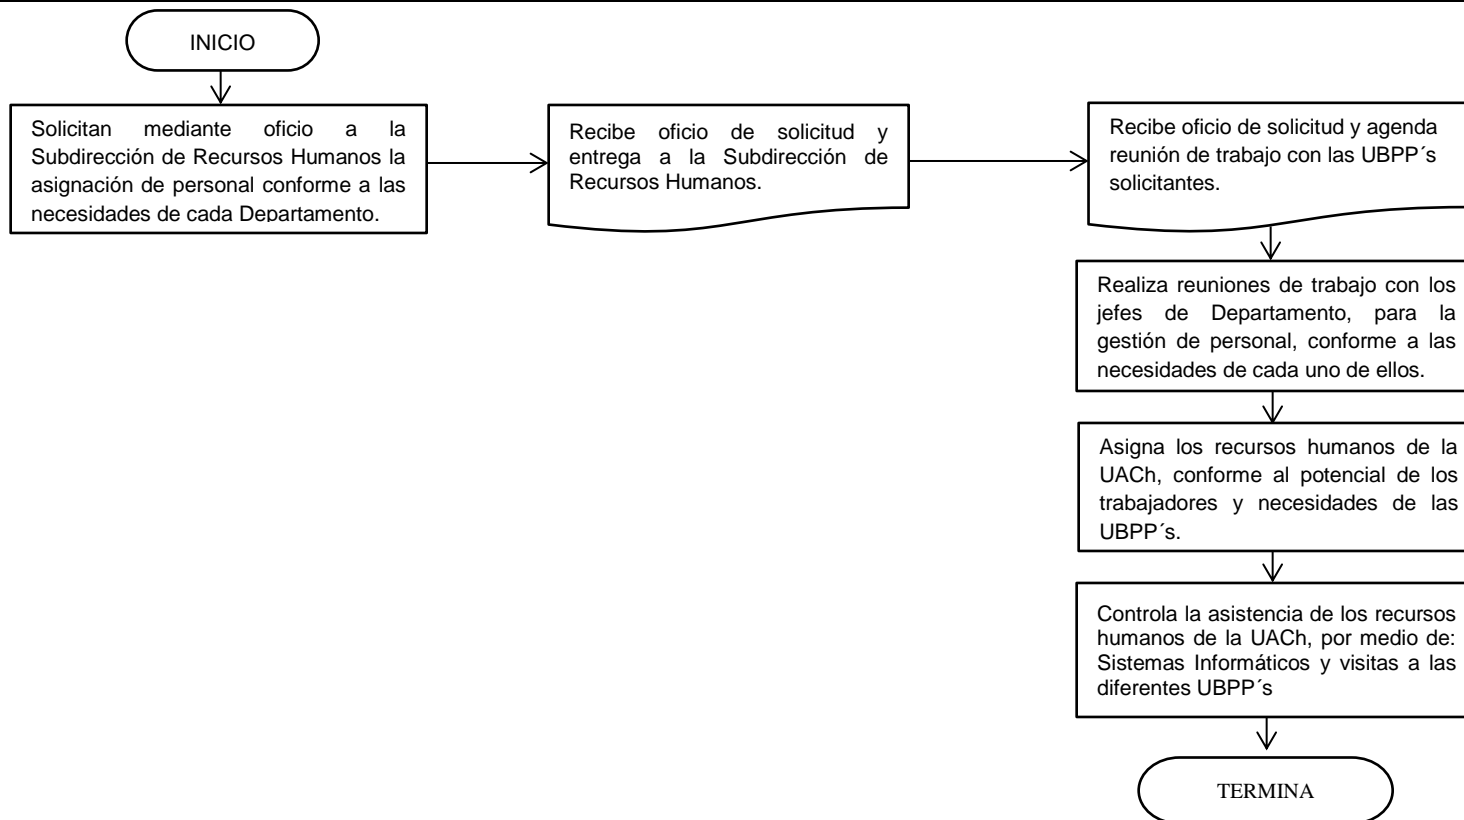 INICIO
Solicitan mediante oficio a la
Subdirección de Recursos Humanos la
asignación de personal conforme a las
necesidades de cada Departamento.
Recibe oficio de solicitud y
entrega a la Subdirección de
Recursos Humanos.
Recibe oficio de solicitud y agenda
reunión de trabajo con las UBPP´s
solicitantes.
Realiza reuniones de trabajo con los
jefes de Departamento, para la
gestión de personal, conforme a las
necesidades de cada uno de ellos.
Asigna los recursos humanos de la
UACh, conforme al potencial de los
trabajadores y necesidades de las
UBPP´s.
Controla la asistencia de los recursos
humanos de la UACh, por medio de:
Sistemas Informáticos y visitas a las
diferentes UBPP´s
TERMINA